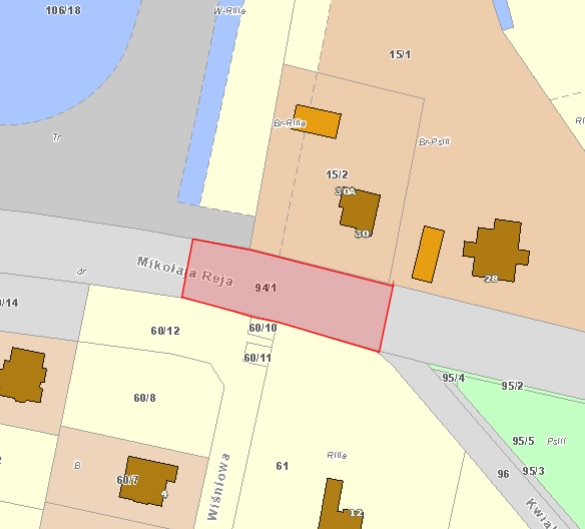 106/18
W-RIIIa
15/1
Tr
Br-RIIIa
Br-PsIII
15/2
30A
30
28
Mikołaja Reja
dr
94/1
/14
60/12
60/10
60/11
95/4
95/2
60/8
95/5
PsIII
95/3
96
61
RIIIa
B
60/7
4
Wiśniowa
12